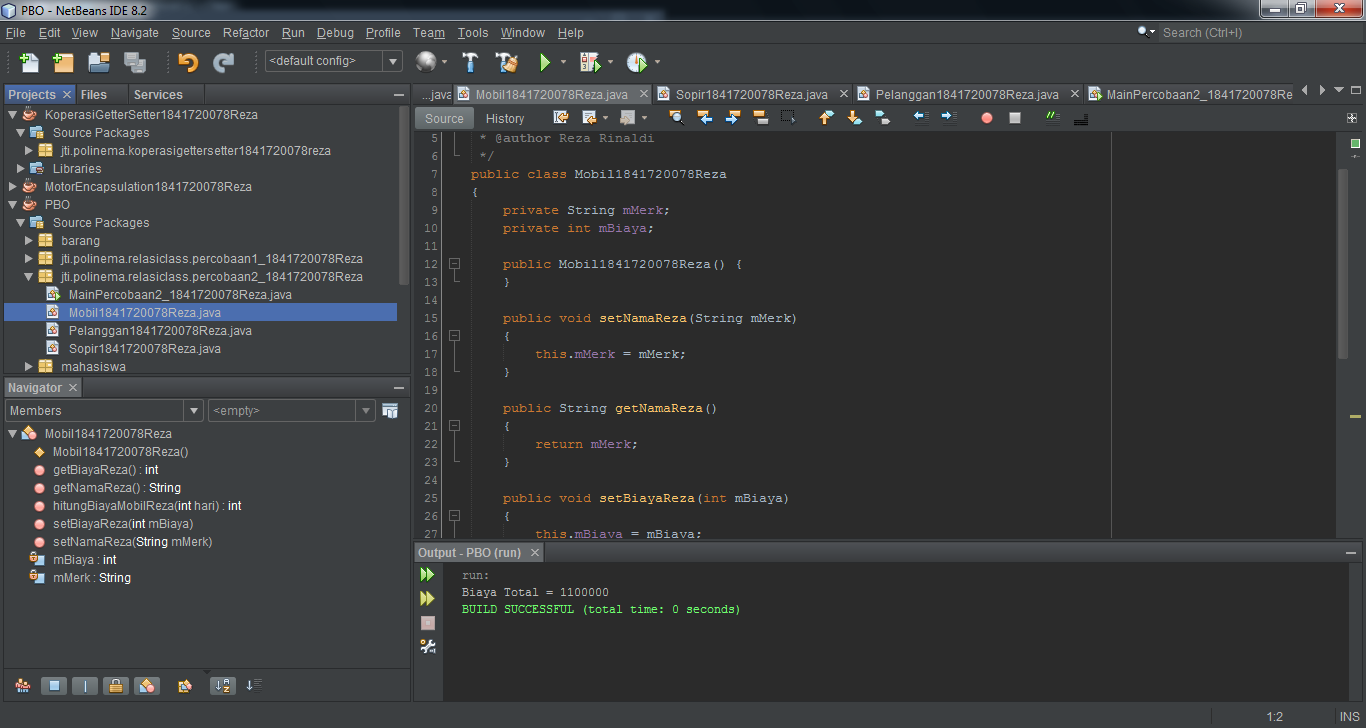 PBO - NetBeans IDE 8.2
File Edit View Navigate Source Refactor Run Debug Profile Team Tools Window Help
Search (Ctrl+I)
<default config>
Projects Files Services
KoperasiGetterSetter1841720078Reza
Source Packages
jti.polinema.koperasigettersetter1841720078reza
Libraries
MotorEncapsulation1841720078Reza
PBO
Source Packages
barang
jti.polinema.relasiclass.percobaan1_1841720078Reza
jti.polinema.relasiclass.percobaan2_1841720078Reza
MainPercobaan2_1841720078Reza.java
Mobil1841720078Reza.java
Pelanggan1841720078Reza.java
Sopir1841720078Reza.java
mahasiswa
Navigator
Members <empty>
Mobil1841720078Reza
Mobil1841720078Reza()
getBiayaReza() : int
getNamaReza() : String
hitungBiayaMobilReza(int hari) : int
setBiayaReza(int mBiaya)
setNamaReza(String mMerk)
mBiaya : int
mMerk : String
...java Mobil1841720078Reza.java Sopir1841720078Reza.java Pelanggan1841720078Reza.java MainPercobaan2_1841720078Re
Source History
5 * @author Reza Rinaldi
6 */
7 public class Mobil1841720078Reza
8 {
9 private String mMerk;
10 private int mBiaya;
11
12 public Mobil1841720078Reza() {
13 }
14
15 public void setNamaReza(String mMerk)
16 {
17 this.mMerk = mMerk;
18 }
19
20 public String getNamaReza()
21 {
22 return mMerk;
23 }
24
25 public void setBiayaReza(int mBiaya)
26 {
27 this.mBiaya = mBiaya;
Output - PBO (run)
run:
Biaya Total = 1100000
BUILD SUCCESSFUL (total time: 0 seconds)
1:2 INS